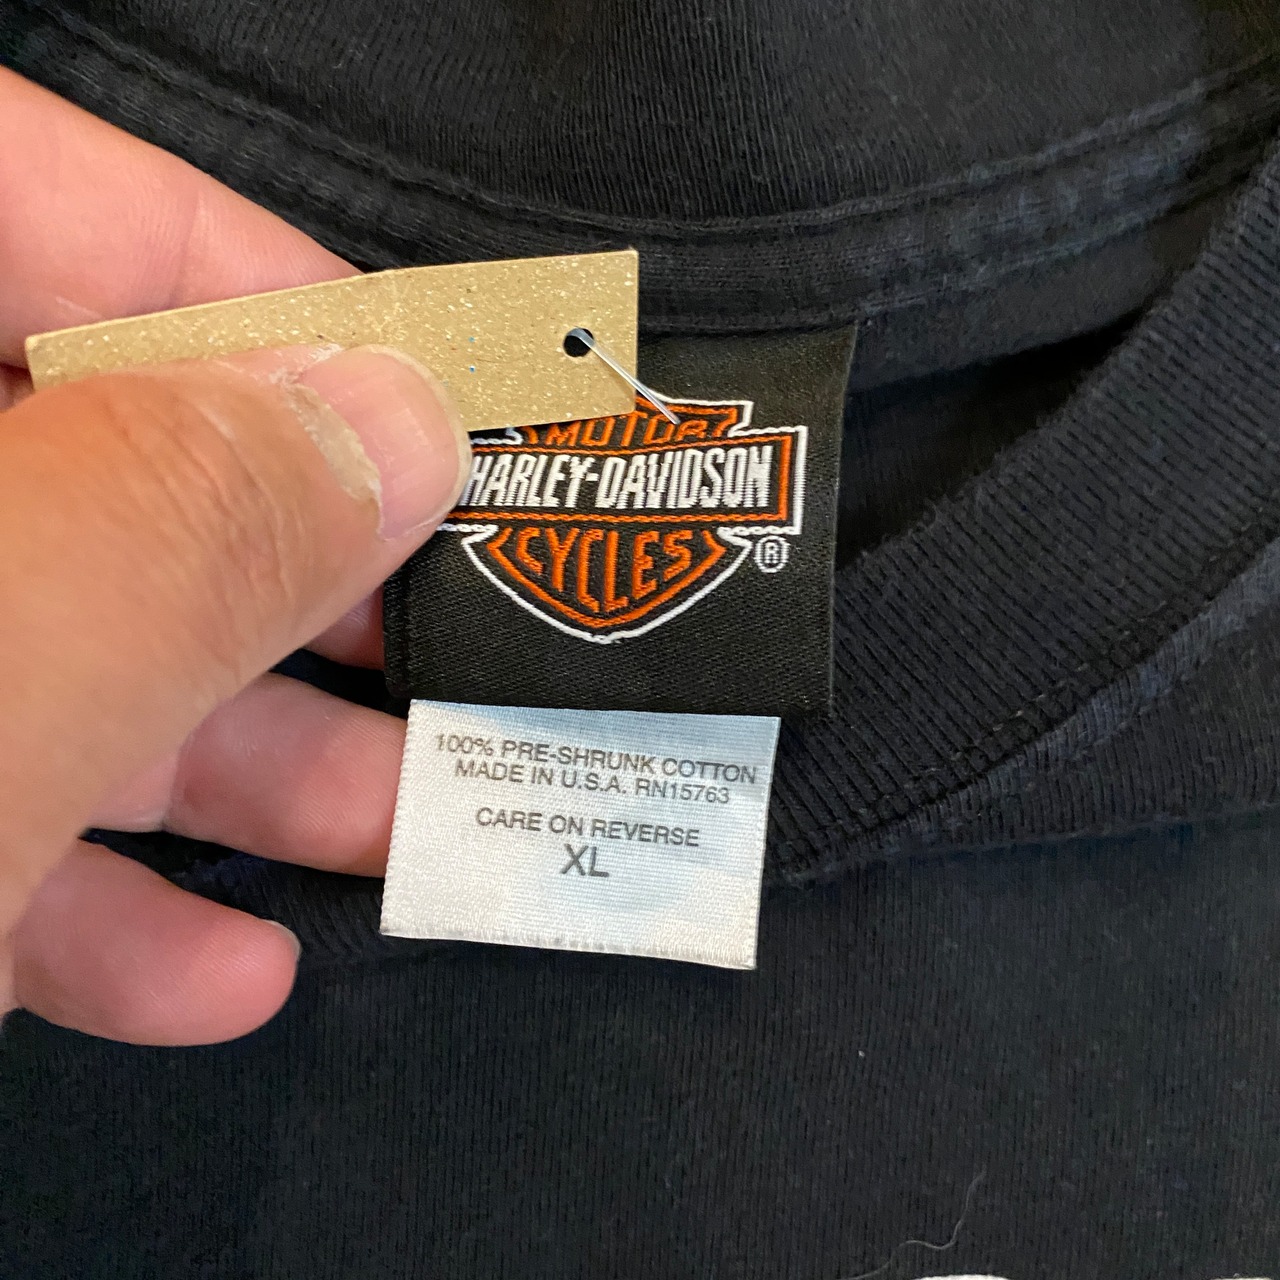 MOTOR
HARLEY-DAVIDSON
CYCLES
®
100% PRE-SHRUNK COTTON
MADE IN U.S.A. RN15763
CARE ON REVERSE
XL